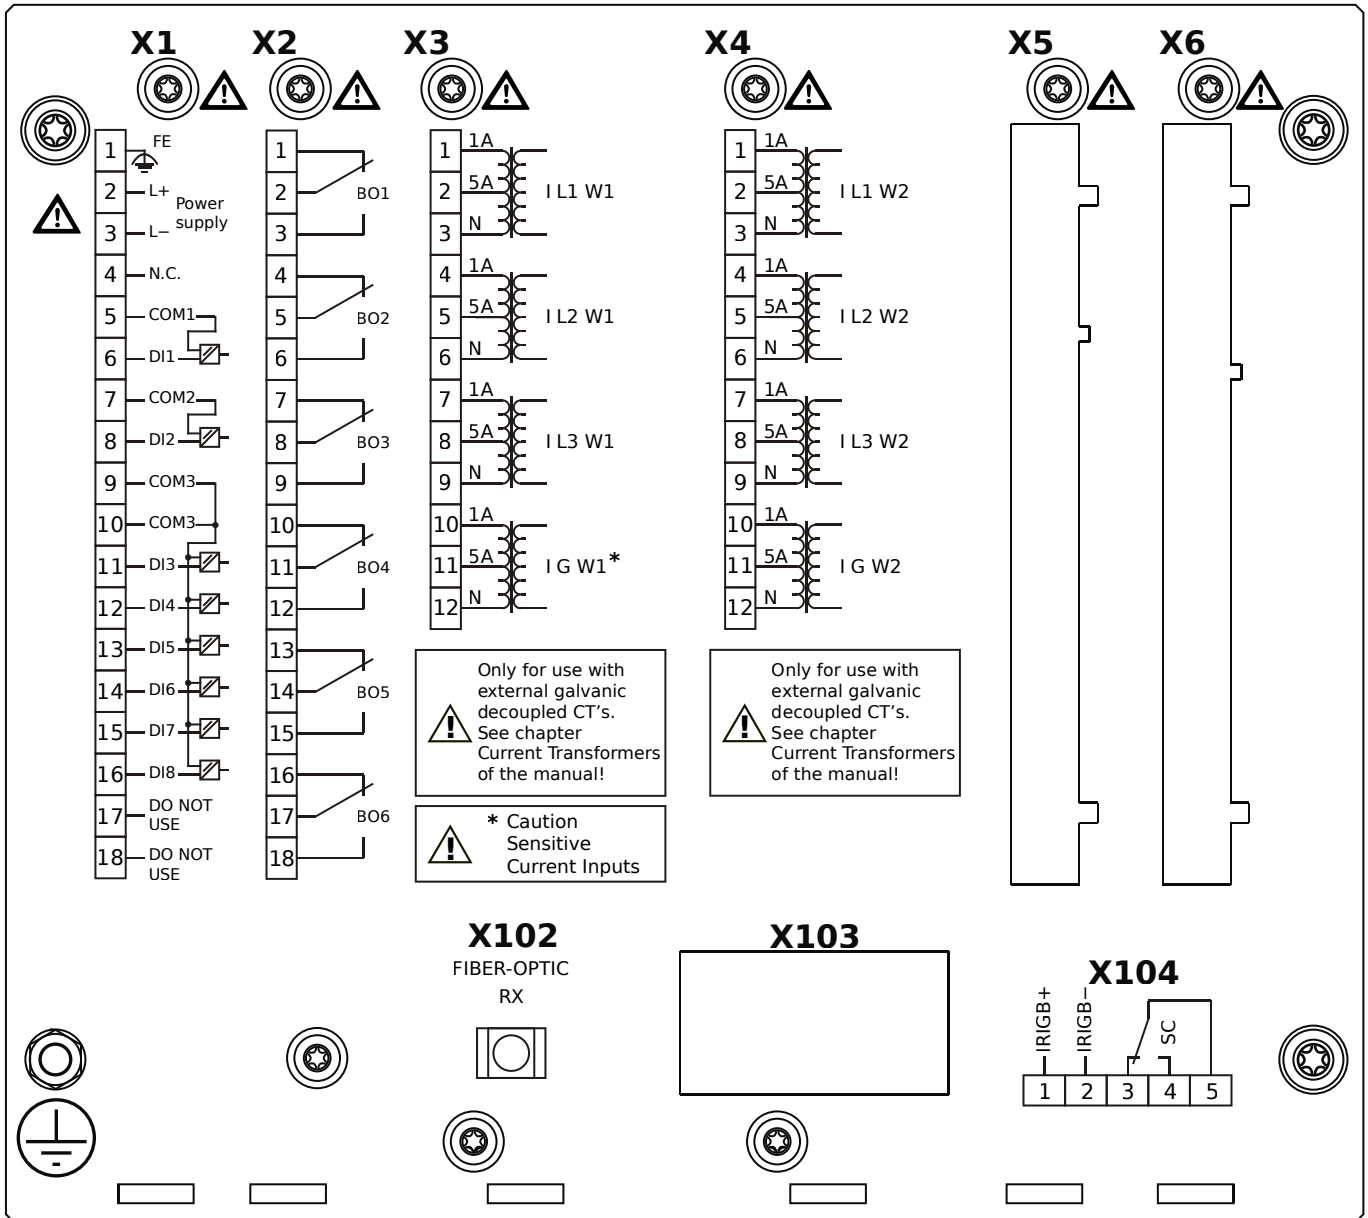 X1 X2 X3 X4 X5 X6
1 FE
2 L+
Power
supply
3 L−
4 N.C.
5 COM1
6 DI1
7 COM2
8 DI2
9 COM3
10 COM3
11 DI3
12 DI4
13 DI5
14 DI6
15 DI7
16 DI8
17 DO NOT
USE
18 DO NOT
USE
1
2 BO1
3
4
5 BO2
6
7
8 BO3
9
10
11 BO4
12
13
14 BO5
15
16
17 BO6
18
1 1A
2 5A I L1 W1
3 N
4 1A
5 5A I L2 W1
6 N
7 1A
8 5A I L3 W1
9 N
10 1A
11 5A I G W1*
12 N
Only for use with
external galvanic
decoupled CT's.
See chapter
Current Transformers
of the manual!
* Caution
Sensitive
Current Inputs
1 1A
2 5A I L1 W2
3 N
4 1A
5 5A I L2 W2
6 N
7 1A
8 5A I L3 W2
9 N
10 1A
11 5A I G W2
12 N
Only for use with
external galvanic
decoupled CT's.
See chapter
Current Transformers
of the manual!
X102
FIBER-OPTIC
RX
X103
X104
IRIGB+
IRIGB−
SC
1 2 3 4 5